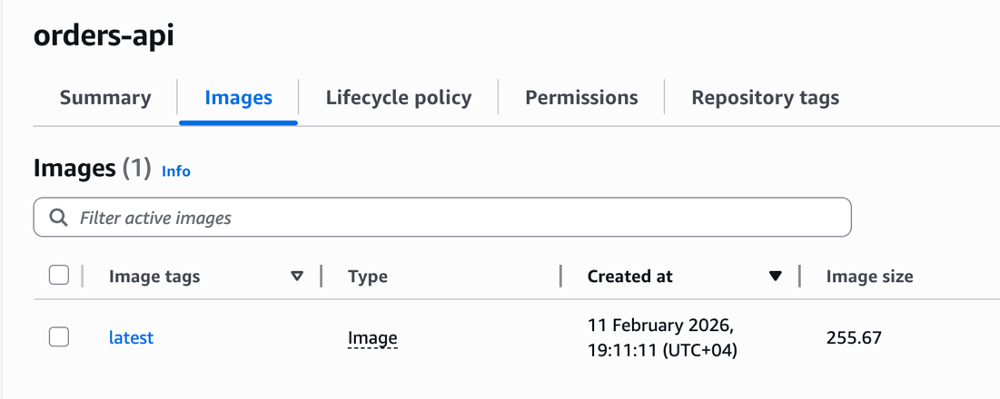 orders-api
Summary Images Lifecycle policy Permissions Repository tags
Images (1) Info
Filter active images
Image tags Type Created at Image size
latest Image 11 February 2026, 19:11:11 (UTC+04) 255.67